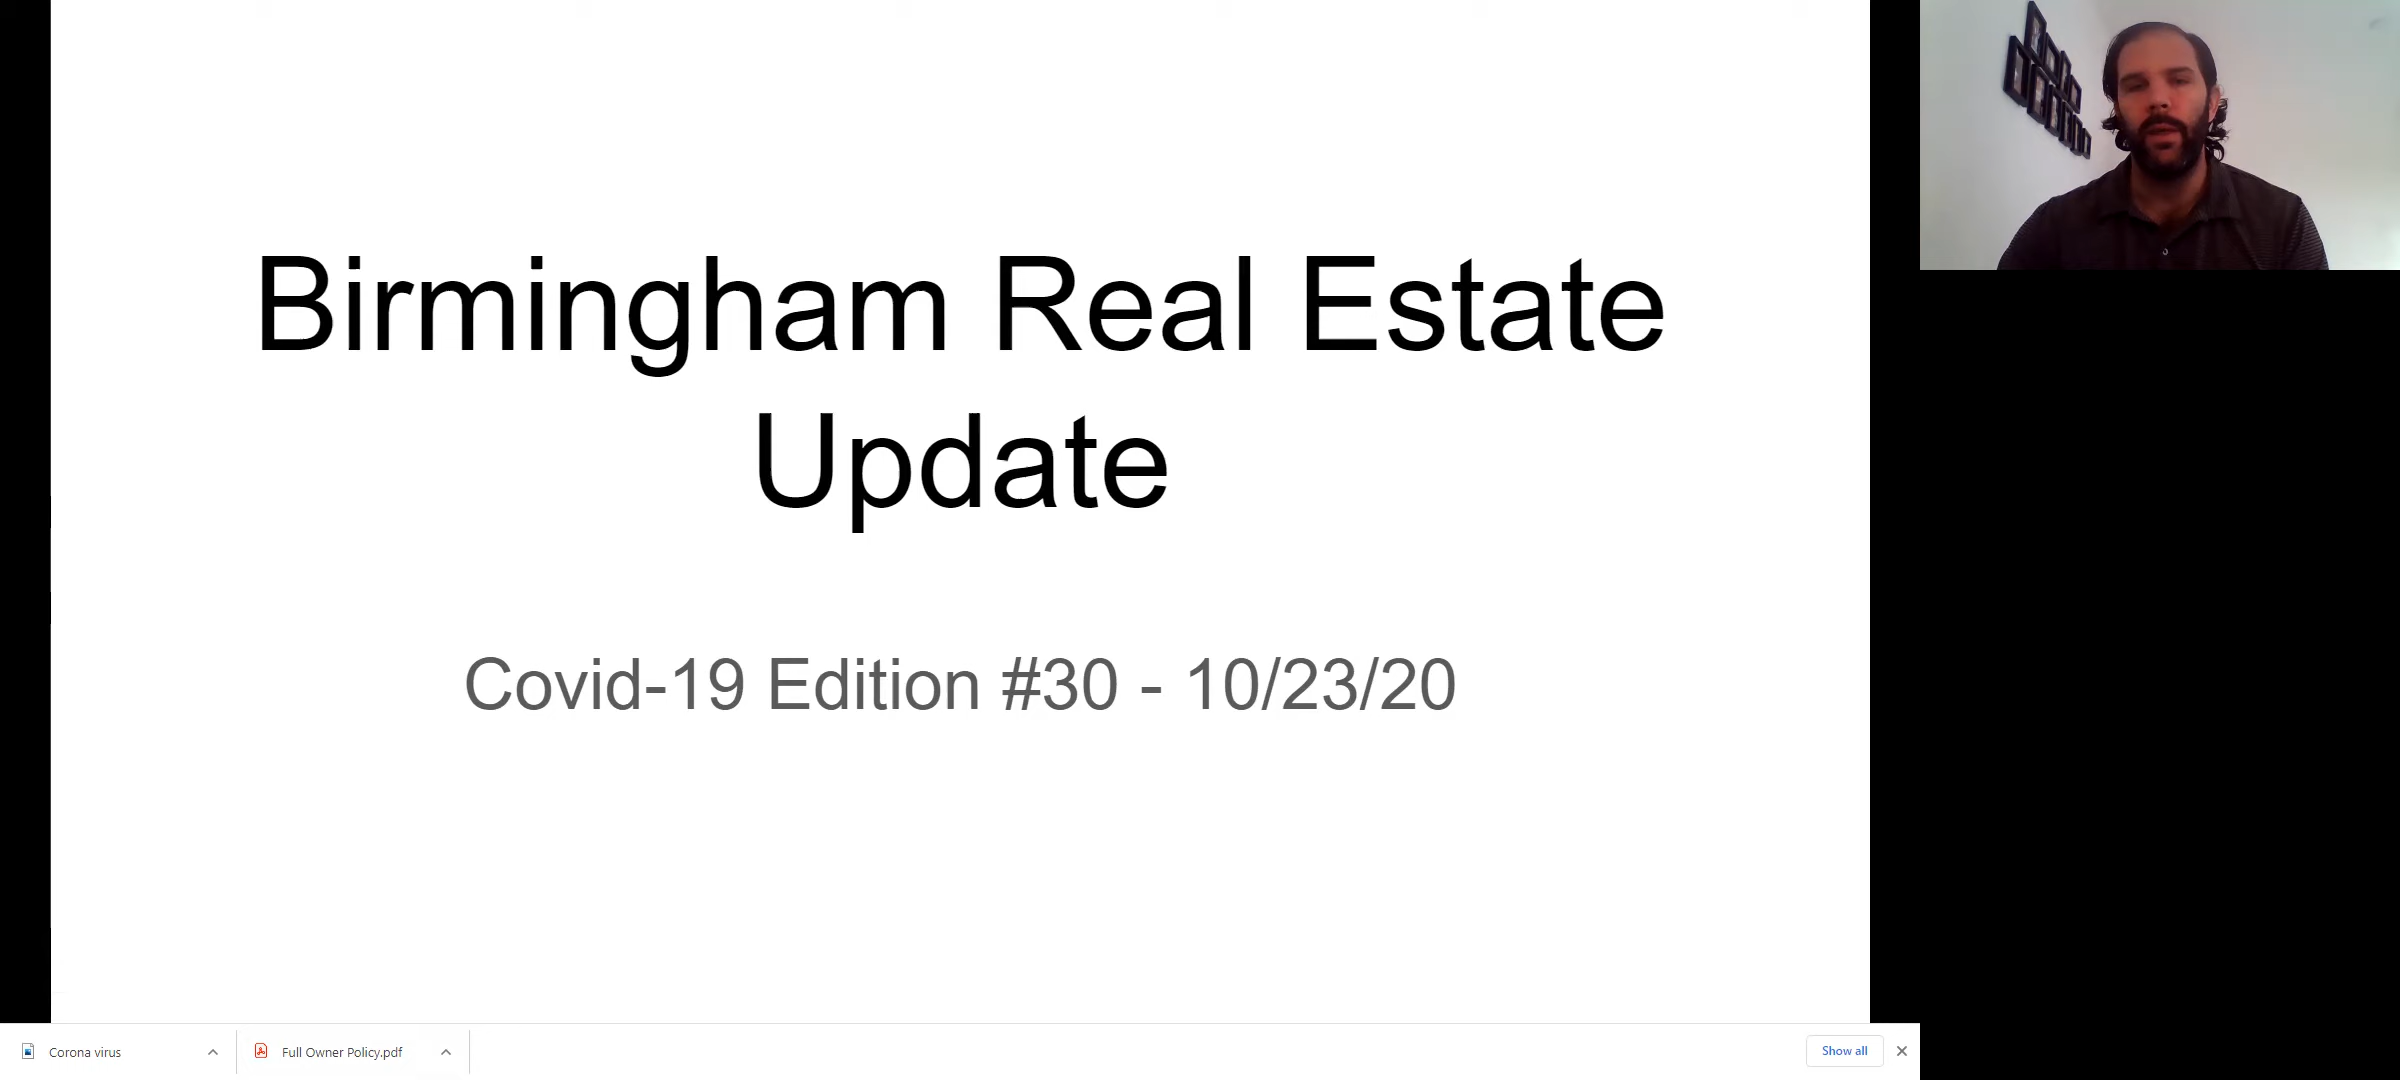 Birmingham Real Estate
Update
Covid-19 Edition #30 - 10/23/20
Corona virus
Full Owner Policy.pdf
Show all